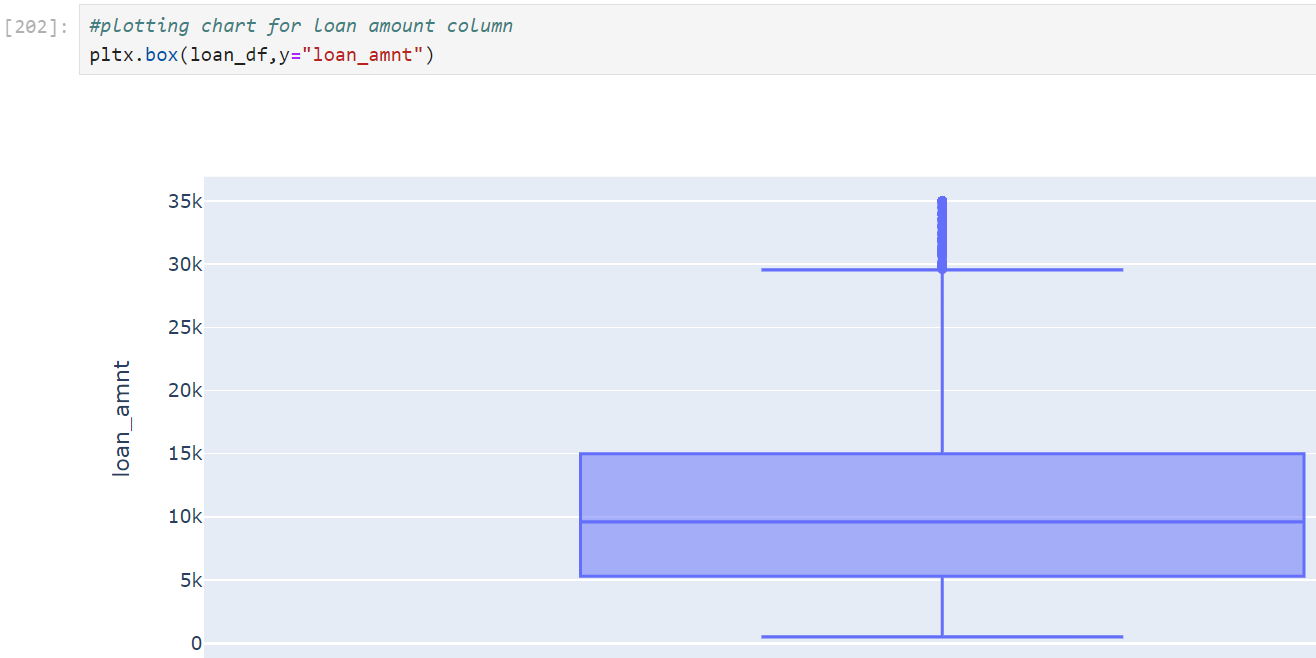 [202]: #plotting chart for loan amount column
pltx.box(loan_df,y="loan_amnt")
35k
30k
25k
20k
15k
10k
5k
0
loan_amnt